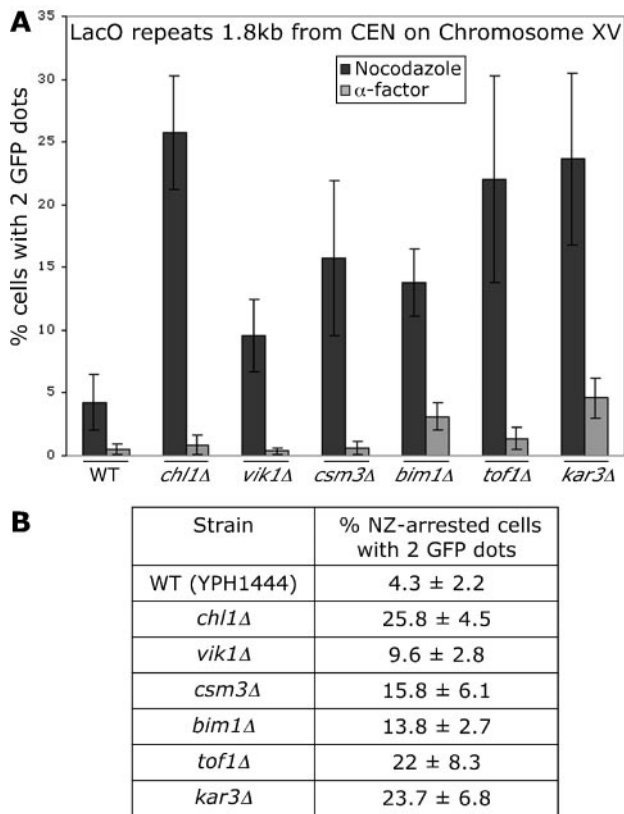 A
LacO repeats 1.8kb from CEN on Chromosome XV
% cells with 2 GFP dots
35
30
25
20
15
10
5
0
Nocodazole
α-factor
WT chl1Δ vik1Δ csm3Δ bim1Δ tof1Δ kar3Δ
B
Strain % NZ-arrested cells
with 2 GFP dots
WT (YPH1444) 4.3 ± 2.2
chl1Δ 25.8 ± 4.5
vik1Δ 9.6 ± 2.8
csm3Δ 15.8 ± 6.1
bim1Δ 13.8 ± 2.7
tof1Δ 22 ± 8.3
kar3Δ 23.7 ± 6.8